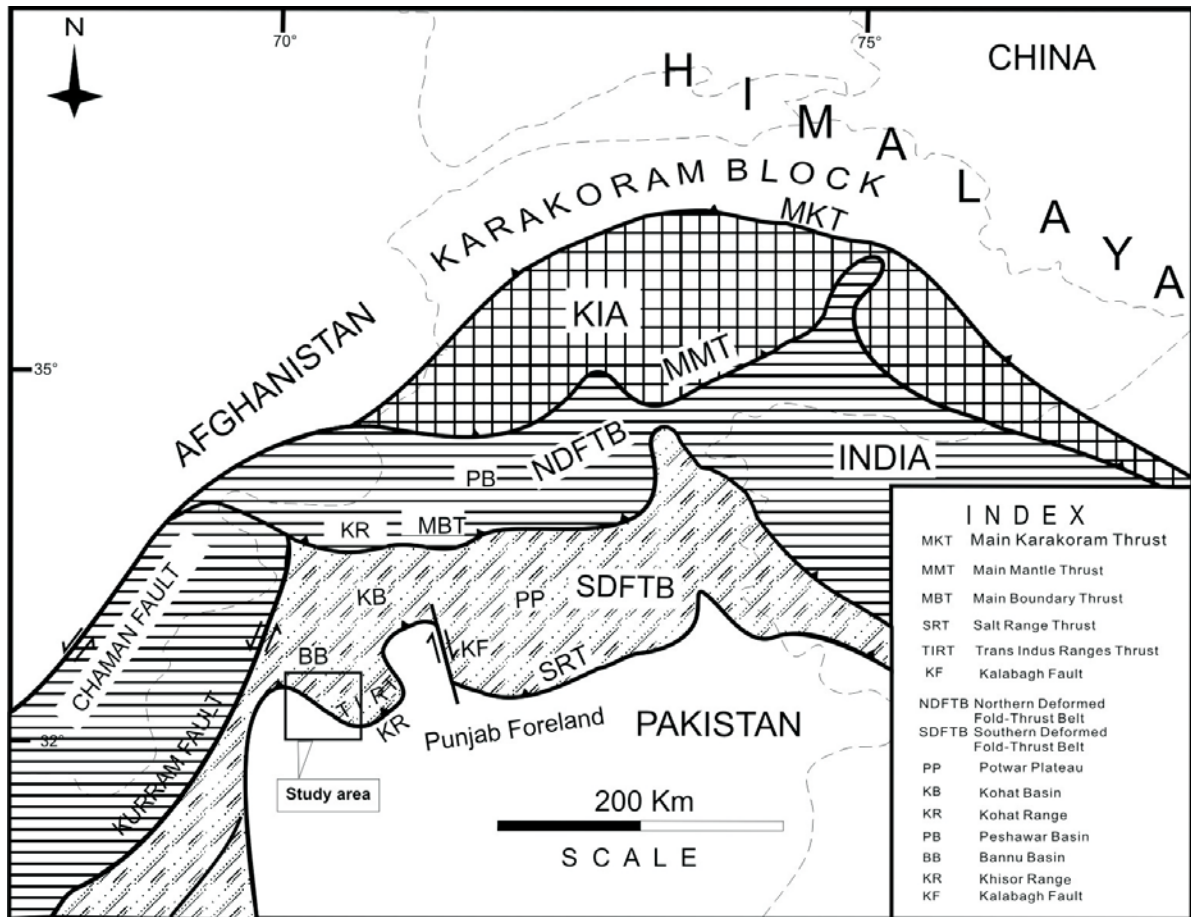 N
70°
75°
CHINA
HIMALAYA
KARAKORAM BLOCK
MKT
KIA
MMT
35°
AFGHANISTAN
NDFTB
PB
INDIA
KR
MBT
KB
PP
SDFTB
CHAMAN FAULT
KF
BB
SRT
TIRT
KR
Punjab Foreland
PAKISTAN
32°
KURRAM FAULT
Study area
200 Km
SCALE
INDEX
MKT Main Karakoram Thrust
MMT Main Mantle Thrust
MBT Main Boundary Thrust
SRT Salt Range Thrust
TIRT Trans Indus Ranges Thrust
KF Kalabagh Fault
NDFTB Northern Deformed
Fold-Thrust Belt
SDFTB Southern Deformed
Fold-Thrust Belt
PP Potwar Plateau
KB Kohat Basin
KR Kohat Range
PB Peshawar Basin
BB Bannu Basin
KR Khisor Range
KF Kalabagh Fault